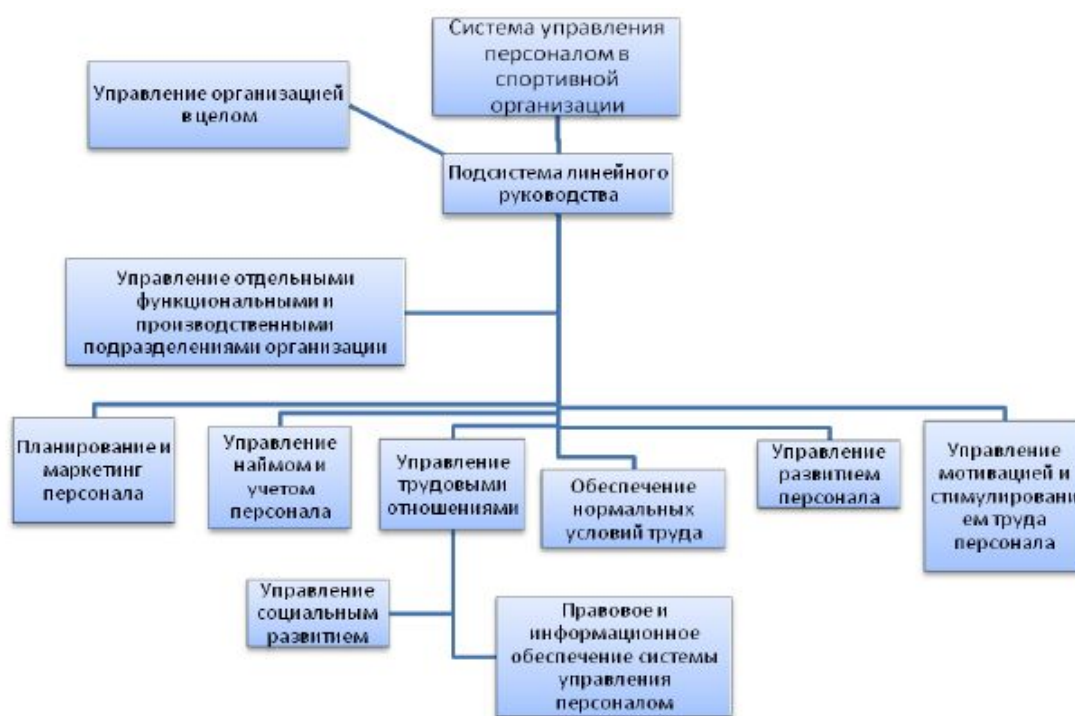 Система управления
персоналом в
спортивной
организации
Управление организацией
в целом
Подсистема линейного
руководства
Управление отдельными
функциональными и
производственными
подразделениями организации
Планирование и
маркетинг
персонала
Управление
наймом и
учетом
персонала
Управление
трудовыми
отношениями
Обеспечение
нормальных
условий труда
Управление
развитием
персонала
Управление
мотивацией и
стимулировани
ем труда
персонала
Управление
социальным
развитием
Правовое и
информационное
обеспечение системы
управления
персоналом